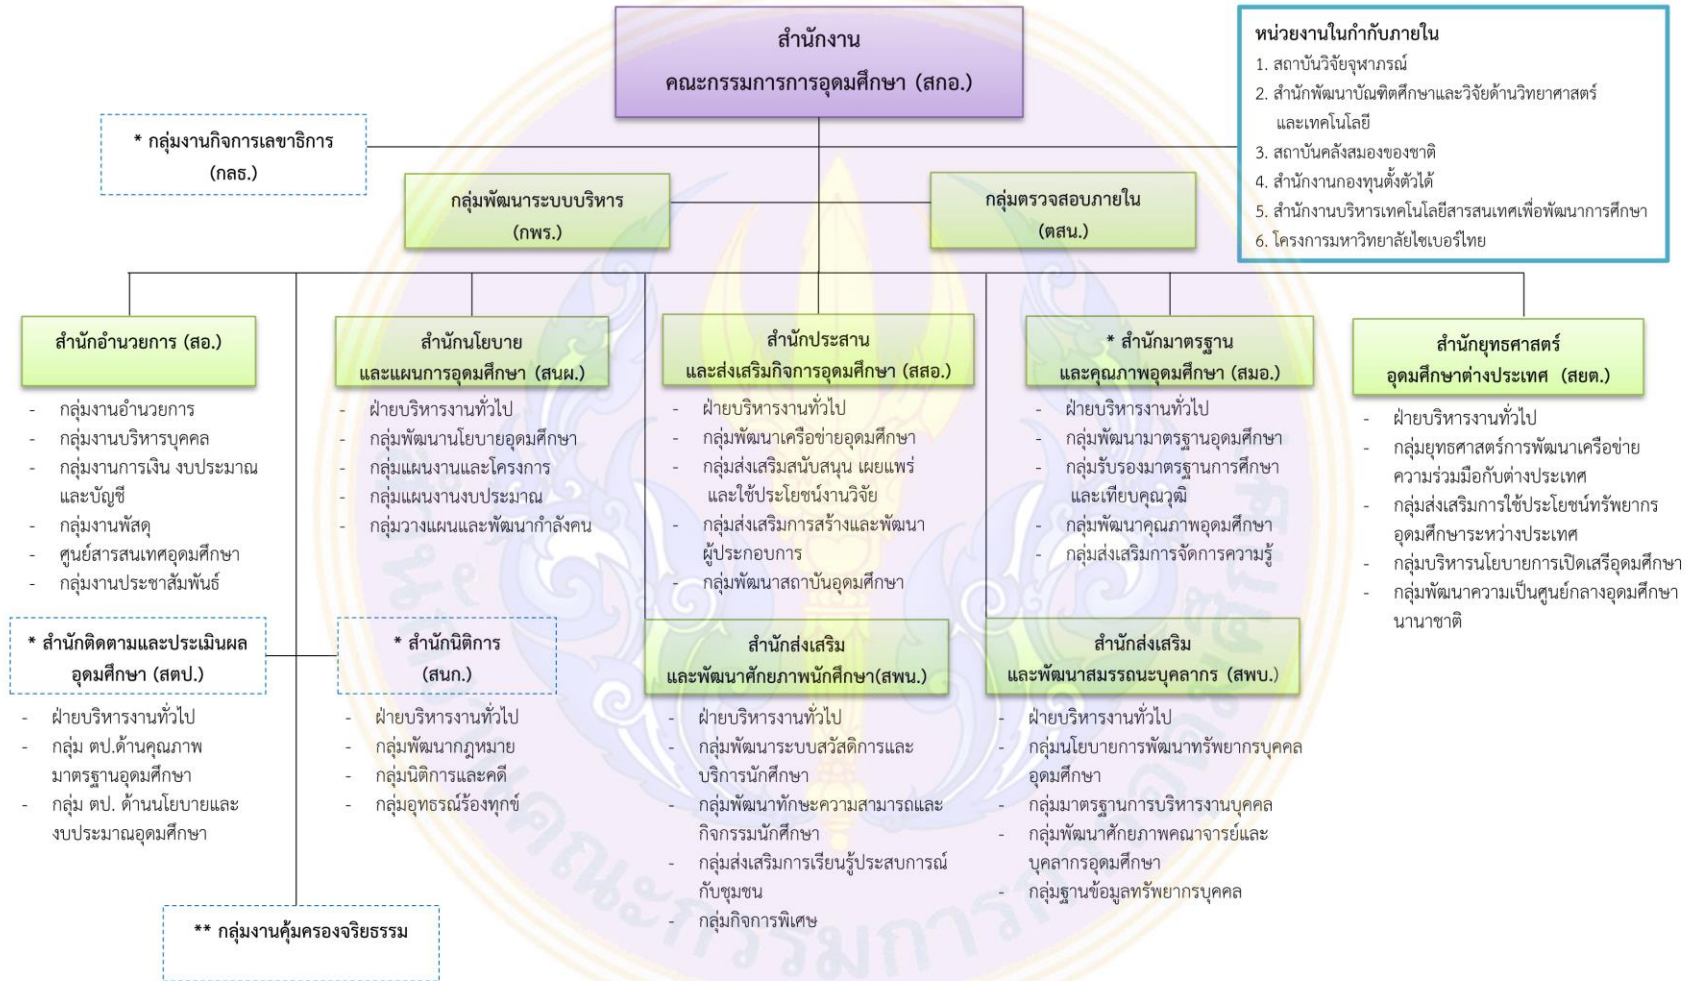 สำนักงาน
คณะกรรมการการอุดมศึกษา (สกอ.)
หน่วยงานในกำกับภายใน
1. สถาบันวิจัยจุฬาภรณ์
2. สำนักพัฒนาบัณฑิตศึกษาและวิจัยด้านวิทยาศาสตร์
และเทคโนโลยี
3. สถาบันคลังสมองของชาติ
4. สำนักงานกองทุนตั้งตัวได้
5. สำนักงานบริหารเทคโนโลยีสารสนเทศเพื่อพัฒนาการศึกษา
6. โครงการมหาวิทยาลัยไซเบอร์ไทย
* กลุ่มงานกิจการเลขาธิการ
(กลธ.)
กลุ่มพัฒนาระบบบริหาร
(กพร.)
กลุ่มตรวจสอบภายใน
(ตสน.)
สำนักอำนวยการ (สอ.)
- กลุ่มงานอำนวยการ
- กลุ่มงานบริหารบุคคล
- กลุ่มงานการเงิน งบประมาณ
และบัญชี
- กลุ่มงานพัสดุ
- ศูนย์สารสนเทศอุดมศึกษา
- กลุ่มงานประชาสัมพันธ์
สำนักนโยบาย
และแผนการอุดมศึกษา (สนผ.)
- ฝ่ายบริหารงานทั่วไป
- กลุ่มพัฒนานโยบายอุดมศึกษา
- กลุ่มแผนงานและโครงการ
- กลุ่มแผนงานงบประมาณ
- กลุ่มวางแผนและพัฒนากำลังคน
สำนักประสาน
และส่งเสริมกิจการอุดมศึกษา (สสอ.)
- ฝ่ายบริหารงานทั่วไป
- กลุ่มพัฒนาเครือข่ายอุดมศึกษา
- กลุ่มส่งเสริมสนับสนุน เผยแพร่
และใช้ประโยชน์งานวิจัย
- กลุ่มส่งเสริมการสร้างและพัฒนา
ผู้ประกอบการ
- กลุ่มพัฒนาสถาบันอุดมศึกษา
* สำนักมาตรฐาน
และคุณภาพอุดมศึกษา (สมอ.)
- ฝ่ายบริหารงานทั่วไป
- กลุ่มพัฒนามาตรฐานอุดมศึกษา
- กลุ่มรับรองมาตรฐานการศึกษา
และเทียบคุณวุฒิ
- กลุ่มพัฒนาคุณภาพอุดมศึกษา
- กลุ่มส่งเสริมการจัดการความรู้
สำนักยุทธศาสตร์
อุดมศึกษาต่างประเทศ (สยต.)
- ฝ่ายบริหารงานทั่วไป
- กลุ่มยุทธศาสตร์การพัฒนาเครือข่าย
ความร่วมมือกับต่างประเทศ
- กลุ่มส่งเสริมการใช้ประโยชน์ทรัพยากร
อุดมศึกษาระหว่างประเทศ
- กลุ่มบริหารนโยบายการเปิดเสรีอุดมศึกษา
- กลุ่มพัฒนาความเป็นศูนย์กลางอุดมศึกษา
นานาชาติ
* สำนักติดตามและประเมินผล
อุดมศึกษา (สตป.)
- ฝ่ายบริหารงานทั่วไป
- กลุ่ม ตป.ด้านคุณภาพ
มาตรฐานอุดมศึกษา
- กลุ่ม ตป. ด้านนโยบายและ
งบประมาณอุดมศึกษา
* สำนักนิติการ
(สนก.)
- ฝ่ายบริหารงานทั่วไป
- กลุ่มพัฒนากฎหมาย
- กลุ่มนิติการและคดี
- กลุ่มอุทธรณ์ร้องทุกข์
สำนักส่งเสริม
และพัฒนาศักยภาพนักศึกษา(สพน.)
- ฝ่ายบริหารงานทั่วไป
- กลุ่มพัฒนาระบบสวัสดิการและ
บริการนักศึกษา
- กลุ่มพัฒนาทักษะความสามารถและ
กิจกรรมนักศึกษา
- กลุ่มส่งเสริมการเรียนรู้ประสบการณ์
กับชุมชน
- กลุ่มกิจการพิเศษ
สำนักส่งเสริม
และพัฒนาสมรรถนะบุคลากร (สพบ.)
- ฝ่ายบริหารงานทั่วไป
- กลุ่มนโยบายการพัฒนาทรัพยากรบุคคล
อุดมศึกษา
- กลุ่มมาตรฐานการบริหารงานบุคคล
- กลุ่มพัฒนาศักยภาพคณาจารย์และ
บุคลากรอุดมศึกษา
- กลุ่มฐานข้อมูลทรัพยากรบุคคล
** กลุ่มงานคุ้มครองจริยธรรม
สำนักงานคณะกรรมการการอุดมศึกษา